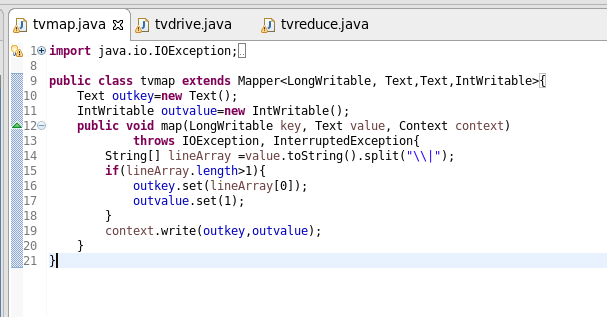 tvmap.java tvdrive.java tvreduce.java
1 import java.io.IOException;
8
9 public class tvmap extends Mapper<LongWritable, Text,Text,IntWritable>{
10     Text outkey=new Text();
11     IntWritable outvalue=new IntWritable();
12     public void map(LongWritable key, Text value, Context context)
13             throws IOException, InterruptedException{
14         String[] lineArray =value.toString().split("\\|");
15         if(lineArray.length>1){
16             outkey.set(lineArray[0]);
17             outvalue.set(1);
18         }
19         context.write(outkey,outvalue);
20     }
21 }